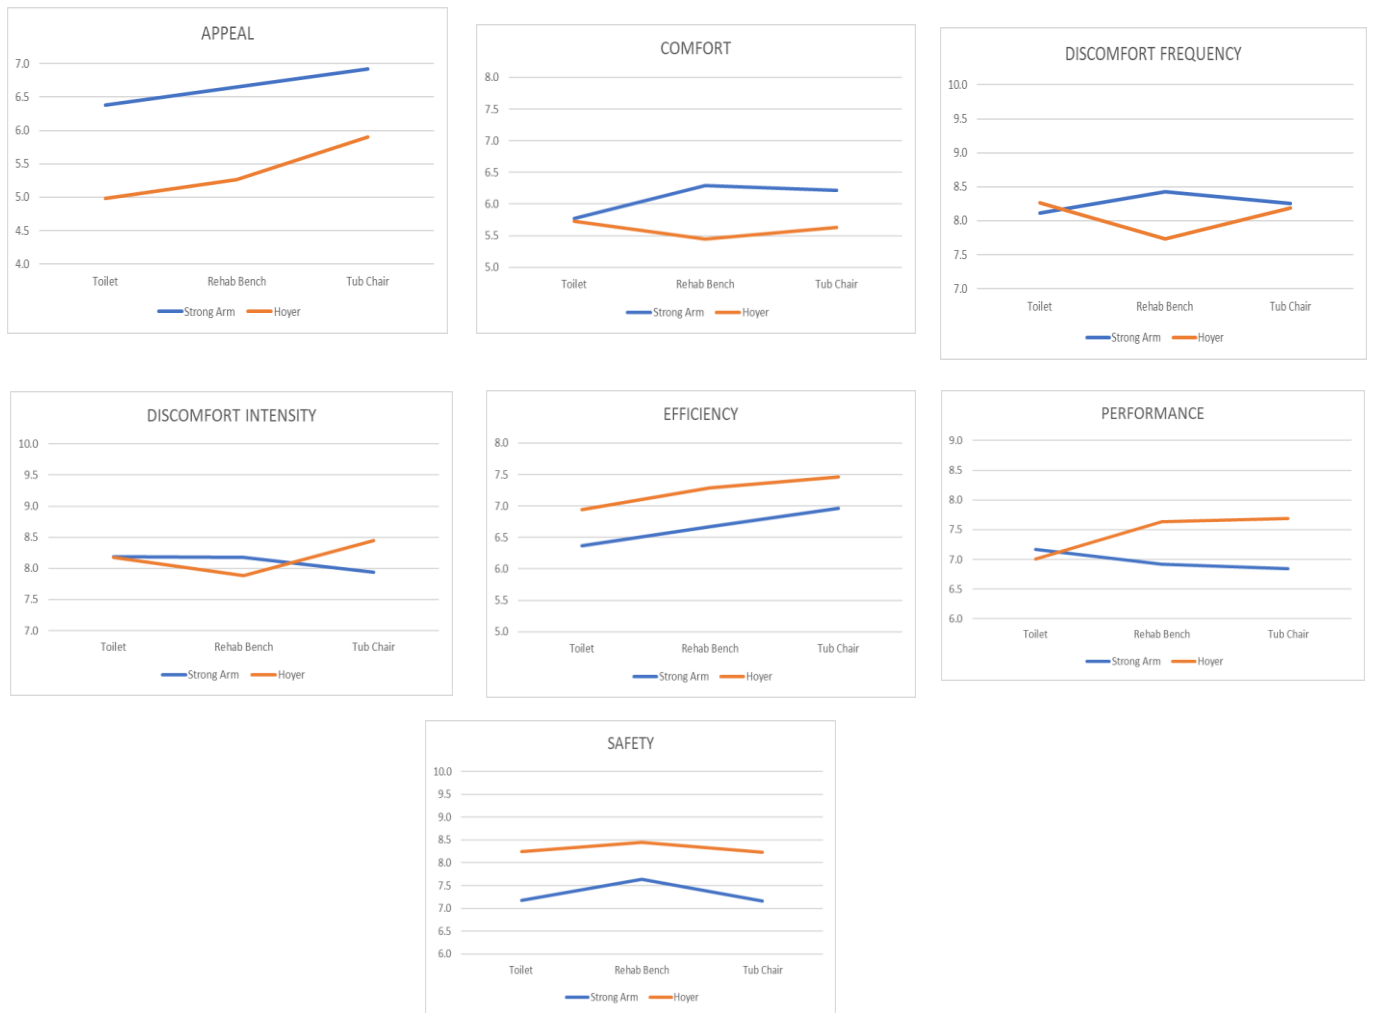 APPEAL
7.0
6.5
6.0
5.5
5.0
4.5
4.0
Toilet Rehab Bench Tub Chair
Strong Arm Hoyer
COMFORT
8.0
7.5
7.0
6.5
6.0
5.5
5.0
Toilet Rehab Bench Tub Chair
Strong Arm Hoyer
DISCOMFORT FREQUENCY
10.0
9.5
9.0
8.5
8.0
7.5
7.0
Toilet Rehab Bench Tub Chair
Strong Arm Hoyer
DISCOMFORT INTENSITY
10.0
9.5
9.0
8.5
8.0
7.5
7.0
Toilet Rehab Bench Tub Chair
Strong Arm Hoyer
EFFICIENCY
8.0
7.5
7.0
6.5
6.0
5.5
5.0
Toilet Rehab Bench Tub Chair
Strong Arm Hoyer
PERFORMANCE
9.0
8.5
8.0
7.5
7.0
6.5
6.0
Toilet Rehab Bench Tub Chair
Strong Arm Hoyer
SAFETY
10.0
9.5
9.0
8.5
8.0
7.5
7.0
6.5
6.0
Toilet Rehab Bench Tub Chair
Strong Arm Hoyer